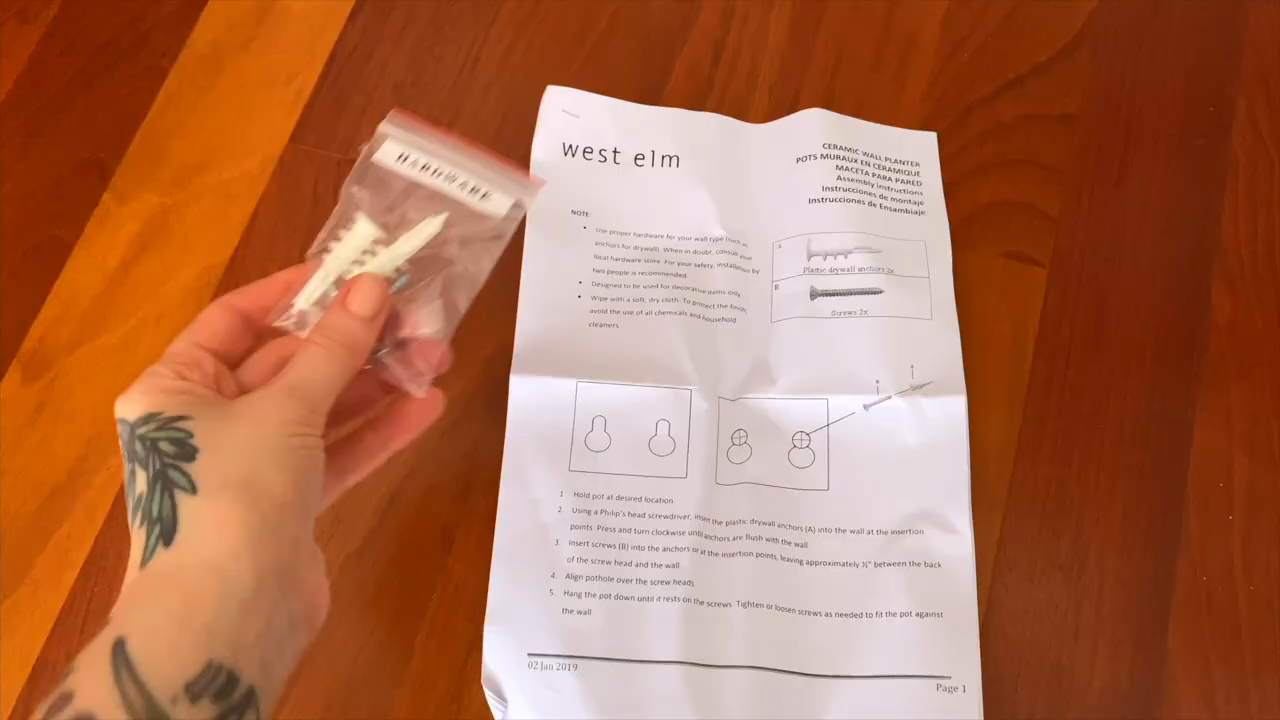 HARDWARE
west elm
CERAMIC WALL PLANTER
POTS MURAUX EN CÉRAMIQUE
MACETA PARA PARED
Assembly instructions
Instrucciones de montaje
Instrucciones de Ensambiaje
NOTE:
Use proper hardware for your wall type (such as
anchors for drywall). When in doubt, consult your
local hardware store. For your safety, installation by
two people is recommended.
Designed to be used for decorative items only.
Wipe with a soft, dry cloth. To protect the finish,
avoid the use of all chemicals and household
cleaners.
A
Plastic drywall anchors 2x
B
Screws 2x
B
A
1 Hold pot at desired location.
2. Using a Philip's head screwdriver, insert the plastic drywall anchors (A) into the wall at the insertion
points. Press and turn clockwise until anchors are flush with the wall.
3. Insert screws (B) into the anchors or at the insertion points, leaving approximately ⅛" between the back
of the screw head and the wall.
4. Align pothole over the screw heads.
5. Hang the pot down until it rests on the screws. Tighten or loosen screws as needed to fit the pot against
the wall.
02 Jan 2019
Page 1